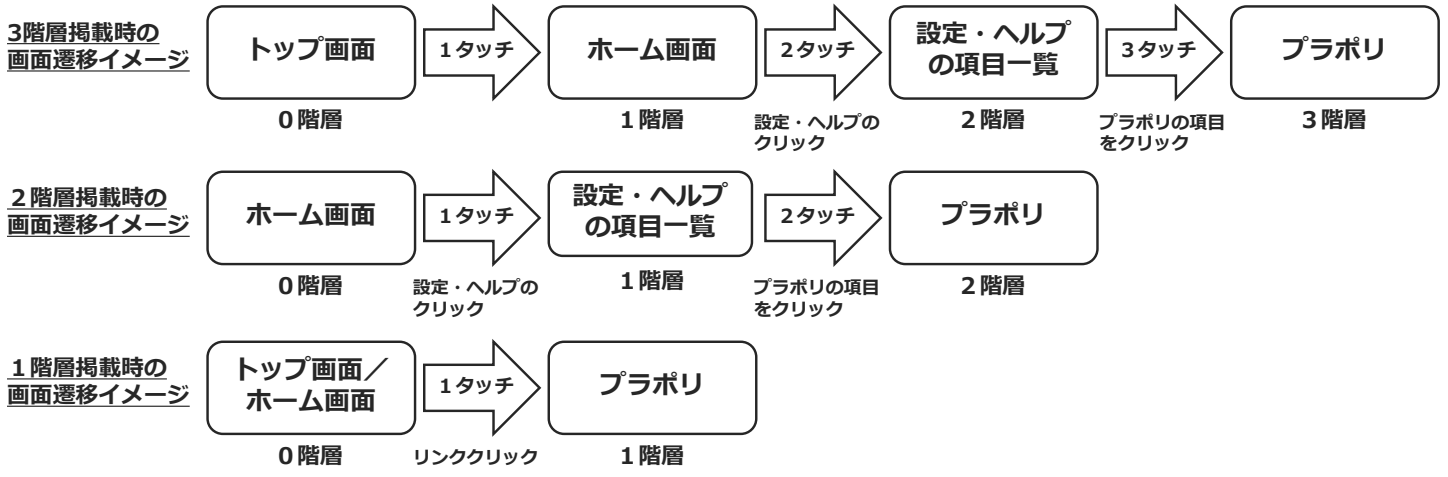 3階層掲載時の
画面遷移イメージ
トップ画面
1タッチ
ホーム画面
2タッチ
設定・ヘルプ
の項目一覧
3タッチ
プラポリ
0階層
1階層
設定・ヘルプの
クリック
2階層
プラポリの項目
をクリック
3階層
２階層掲載時の
画面遷移イメージ
ホーム画面
1タッチ
設定・ヘルプ
の項目一覧
2タッチ
プラポリ
0階層
設定・ヘルプの
クリック
1階層
プラポリの項目
をクリック
2階層
１階層掲載時の
画面遷移イメージ
トップ画面／
ホーム画面
1タッチ
プラポリ
0階層
リンククリック
1階層